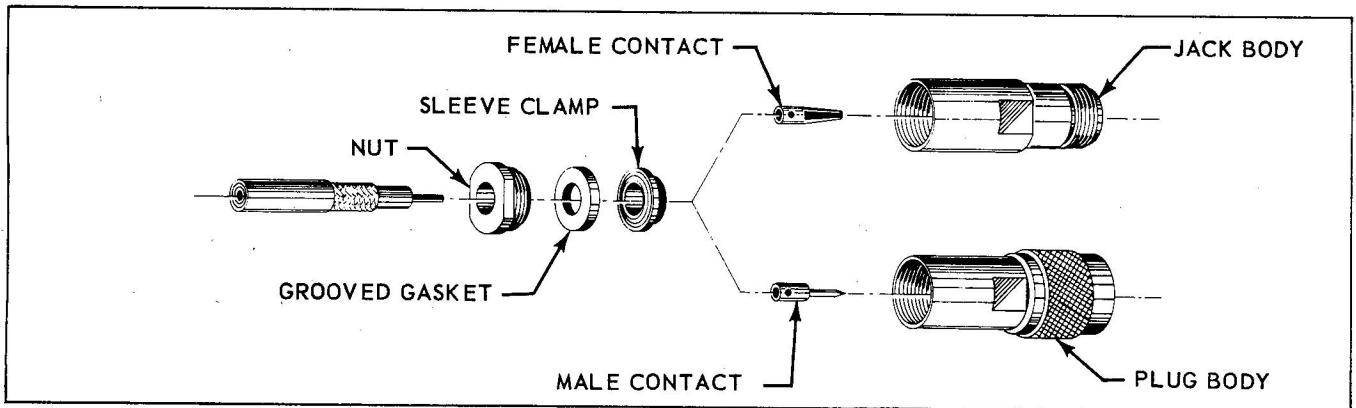 FEMALE CONTACT
JACK BODY
SLEEVE CLAMP
NUT
GROOVED GASKET
MALE CONTACT
PLUG BODY